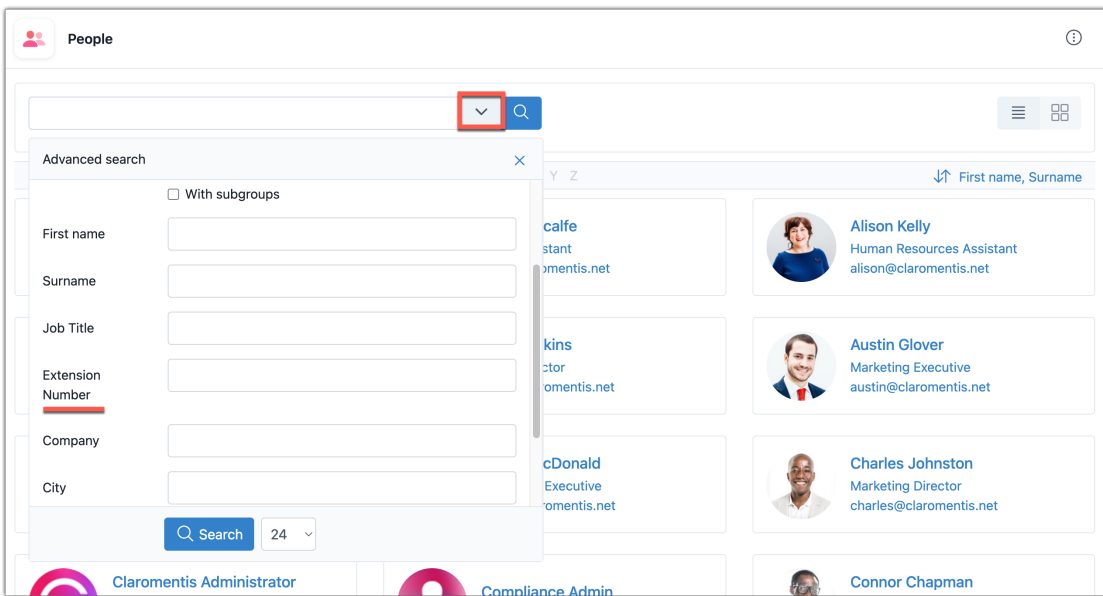 People
Advanced search
Y Z
First name, Surname
With subgroups
First name
Surname
Job Title
Extension
Number
Company
City
Search
24
calfe
stant
omentis.net
Alison Kelly
Human Resources Assistant
alison@claromentis.net
kins
ctor
omentis.net
Austin Glover
Marketing Executive
austin@claromentis.net
cDonald
Executive
omentis.net
Charles Johnston
Marketing Director
charles@claromentis.net
Claromentis Administrator
Compliance Admin
Connor Chapman